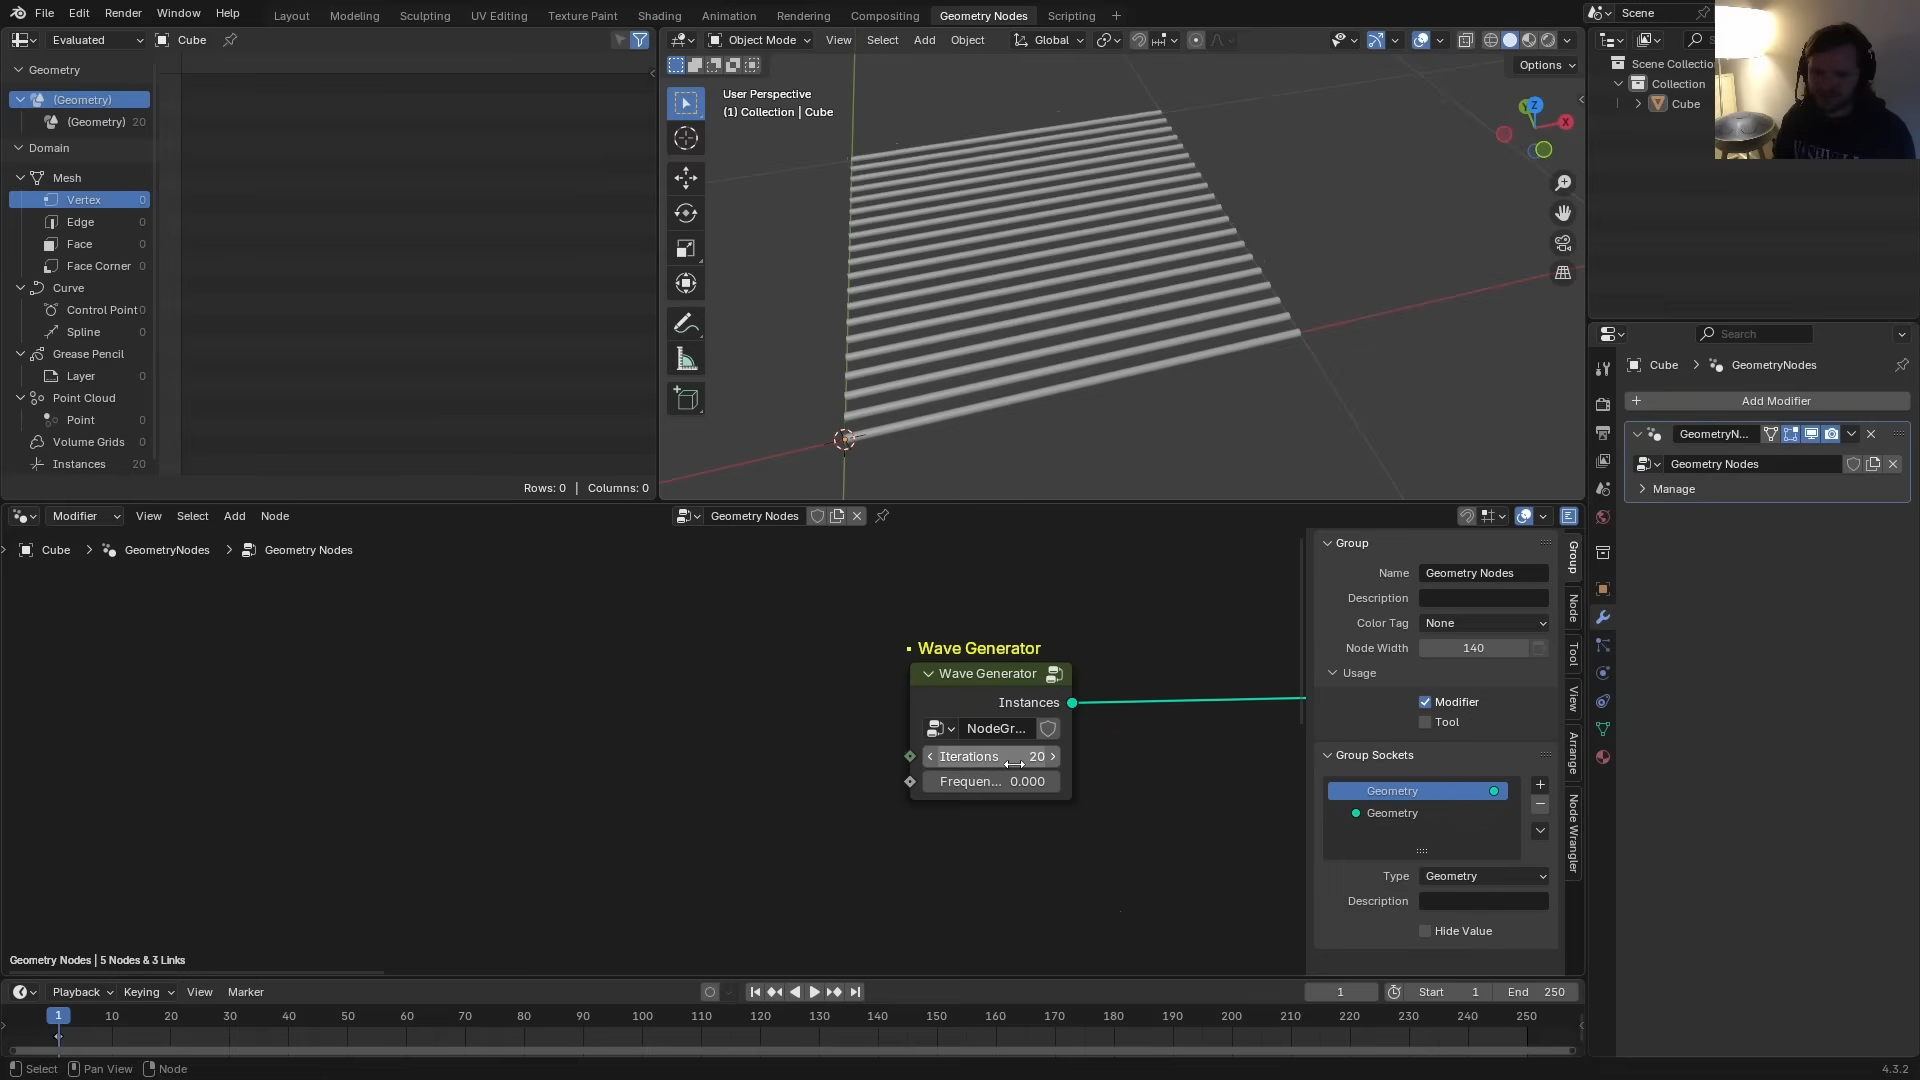 File Edit Render Window Help
Layout Modeling Sculpting UV Editing Texture Paint Shading Animation Rendering Compositing Geometry Nodes Scripting
Scene
Evaluated Cube
Object Mode View Select Add Object Global
Options
User Perspective
(1) Collection | Cube
Z
Y
X
Geometry
(Geometry)
(Geometry) 20
Domain
Mesh
Vertex 0
Edge 0
Face 0
Face Corner 0
Curve
Control Point 0
Spline 0
Grease Pencil
Layer 0
Point Cloud
Point 0
Volume Grids 0
Instances 20
Rows: 0 | Columns: 0
Scene Collectio
Collection
Cube
Search
Cube GeometryNodes
Add Modifier
GeometryN...
Geometry Nodes
Manage
Modifier View Select Add Node Geometry Nodes
Cube GeometryNodes Geometry Nodes
Wave Generator
Wave Generator
Instances
NodeGr...
Iterations 20
Frequen... 0.000
Group
Name Geometry Nodes
Description
Color Tag None
Node Width 140
Usage
Modifier
Tool
Group Sockets
Geometry
Geometry
Type Geometry
Description
Hide Value
Group
Node
Tool
View
Arrange
Node Wrangler
Geometry Nodes | 5 Nodes & 3 Links
Playback Keying View Marker 1 Start 1 End 250
1 10 20 30 40 50 60 70 80 90 100 110 120 130 140 150 160 170 180 190 200 210 220 230 240 250
Select Pan View Node 4.3.2